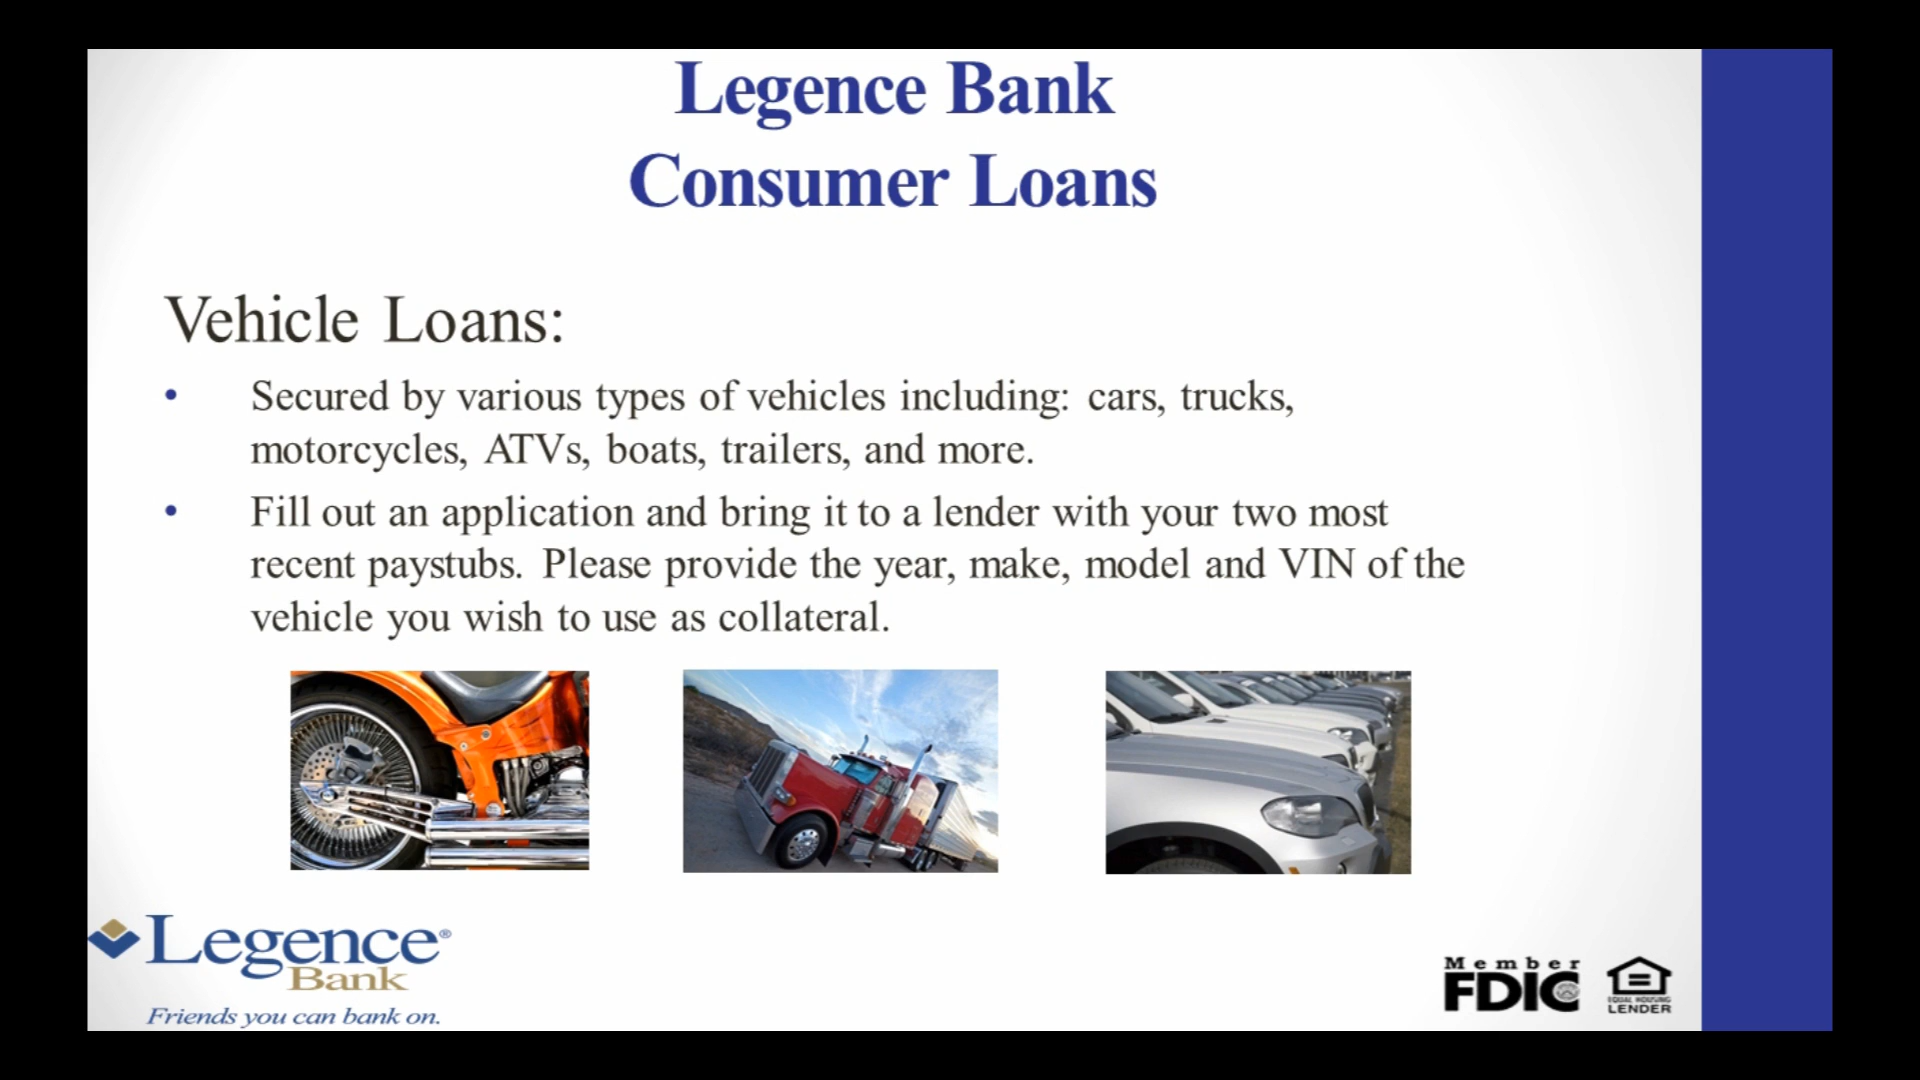 Legence Bank
Consumer Loans
Vehicle Loans:
• Secured by various types of vehicles including: cars, trucks,
motorcycles, ATVs, boats, trailers, and more.
• Fill out an application and bring it to a lender with your two most
recent paystubs. Please provide the year, make, model and VIN of the
vehicle you wish to use as collateral.
Legence®
Bank
Friends you can bank on.
Member
FDIC
EQUAL HOUSING
LENDER